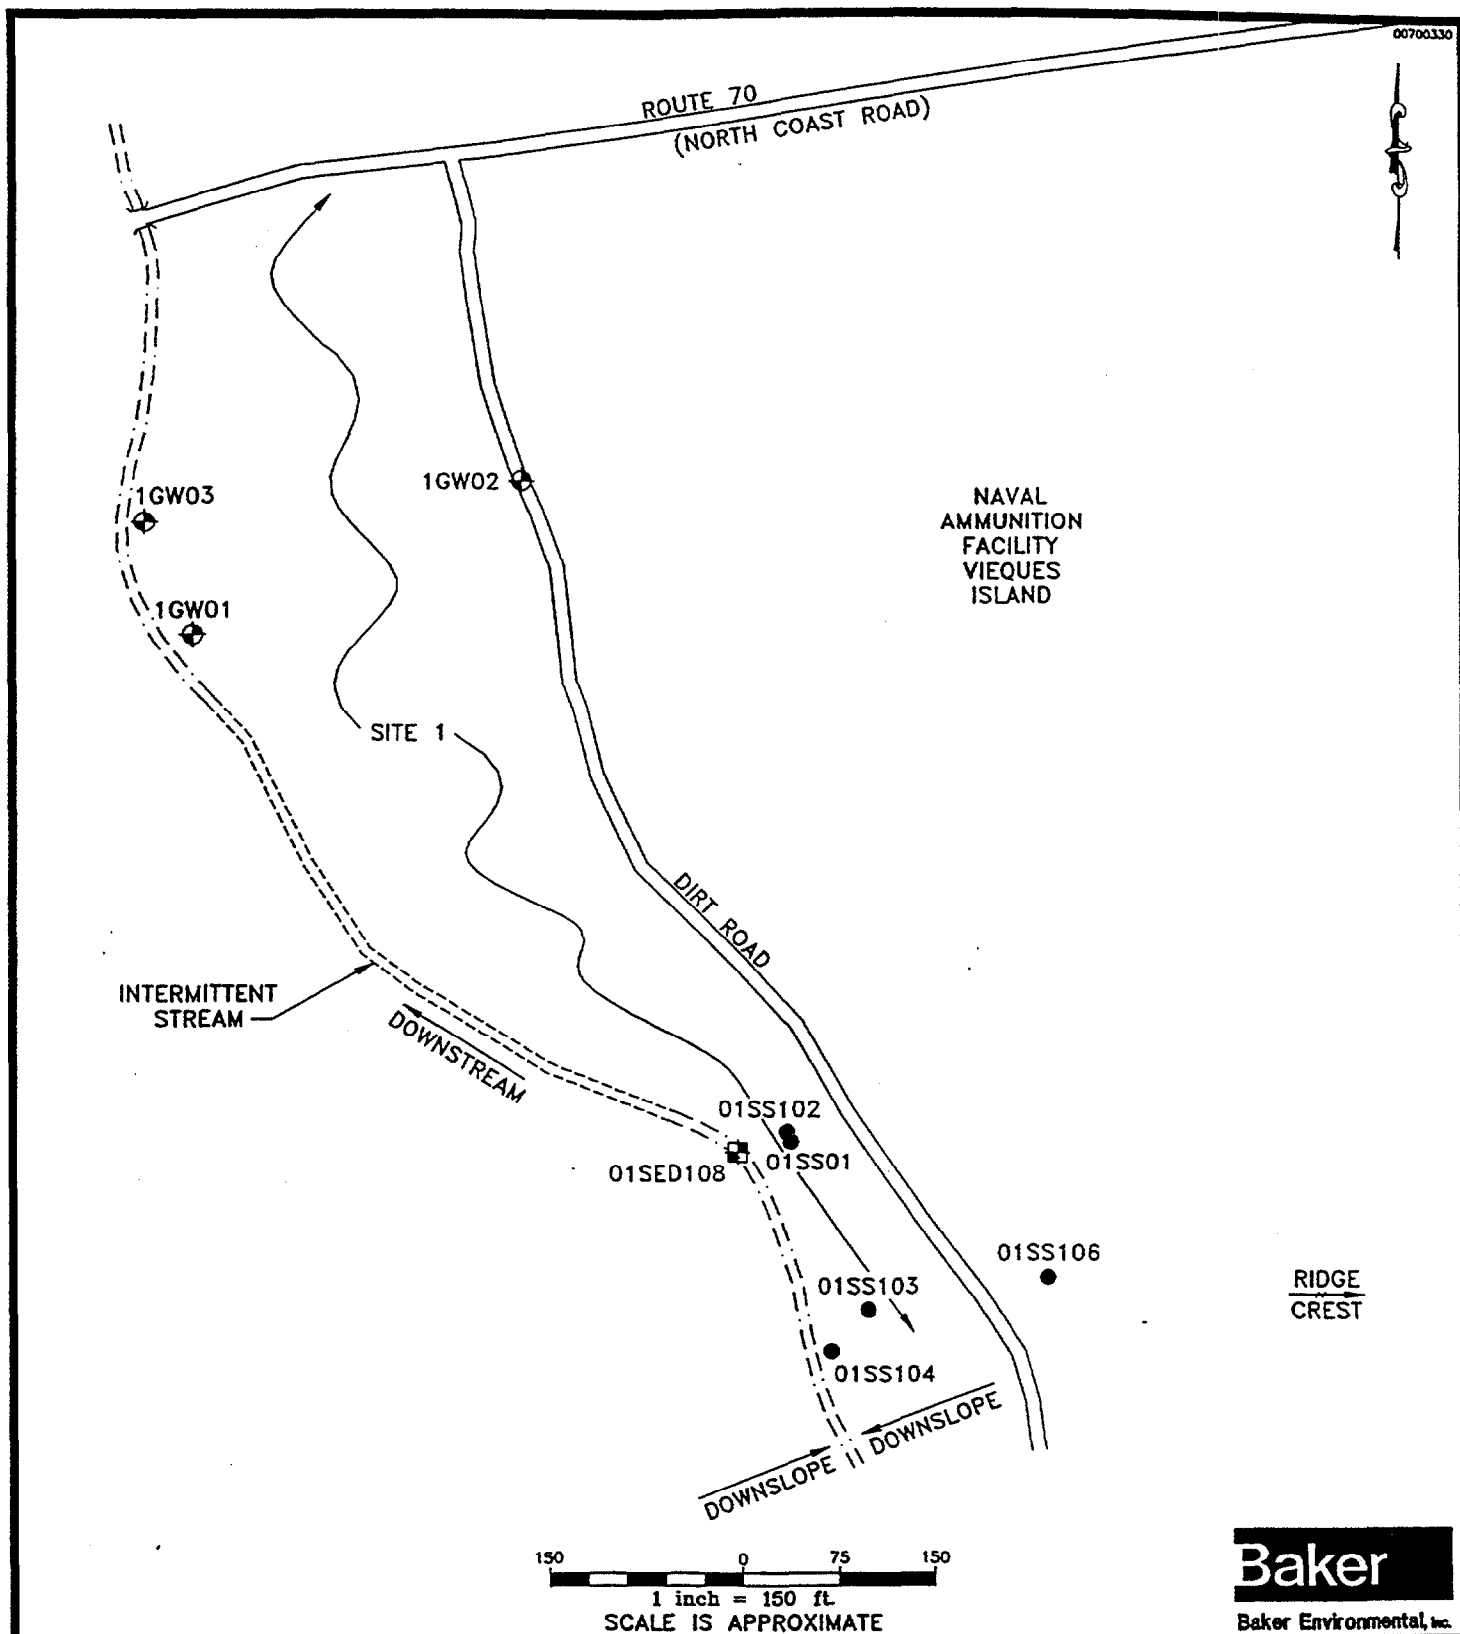 00700330
ROUTE 70
(NORTH COAST ROAD)
1GW02
1GW03
NAVAL
AMMUNITION
FACILITY
VIEQUES
ISLAND
1GW01
SITE 1
DIRT ROAD
INTERMITTENT
STREAM
DOWNSTREAM
01SS102
01SS01
01SED108
01SS106
01SS103
RIDGE
CREST
01SS104
DOWNSLOPE
DOWNSLOPE
150 0 75 150
1 inch = 150 ft.
SCALE IS APPROXIMATE
Baker
Baker Environmental, Inc.